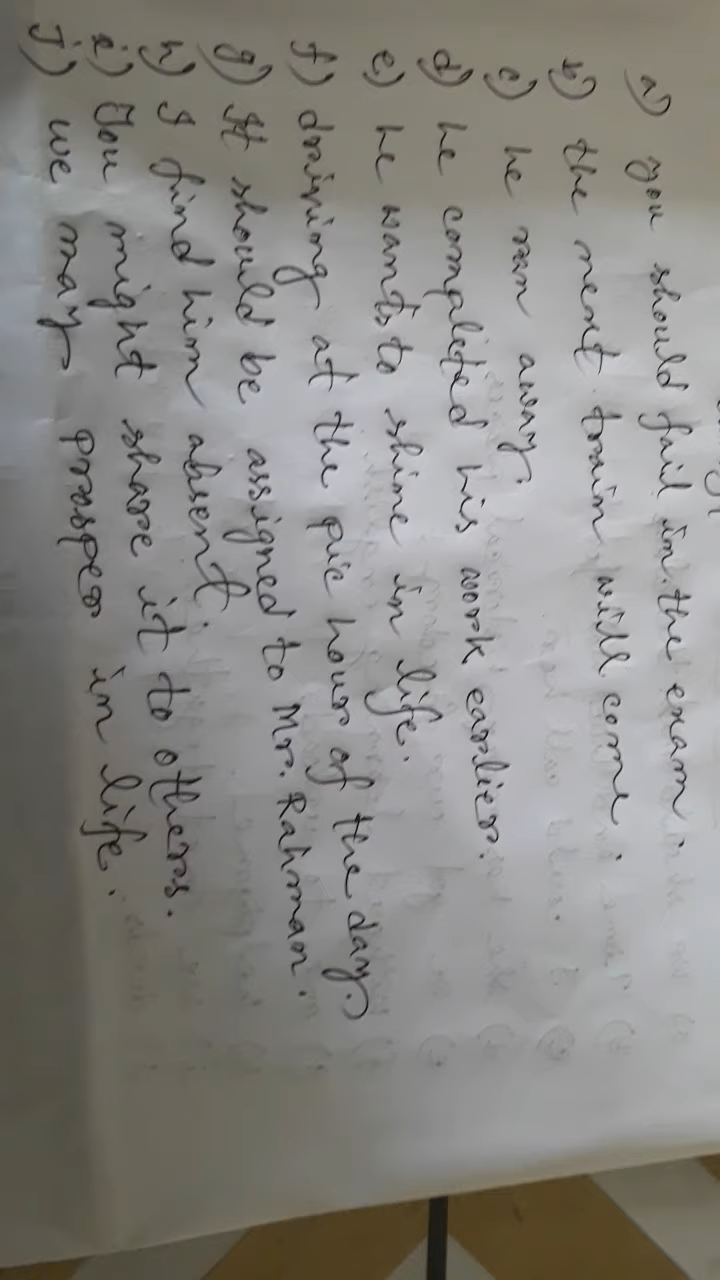 a) you should fail in the exam.
b) the next train will come.
c) he ran away.
d) he completed his work earlier.
e) he wants to shine in life.
f) driving at the pic hour of the day.
g) It should be assigned to Mr. Rahman.
h) I find him absent.
i) You might share it to others.
J) we may prosper in life.